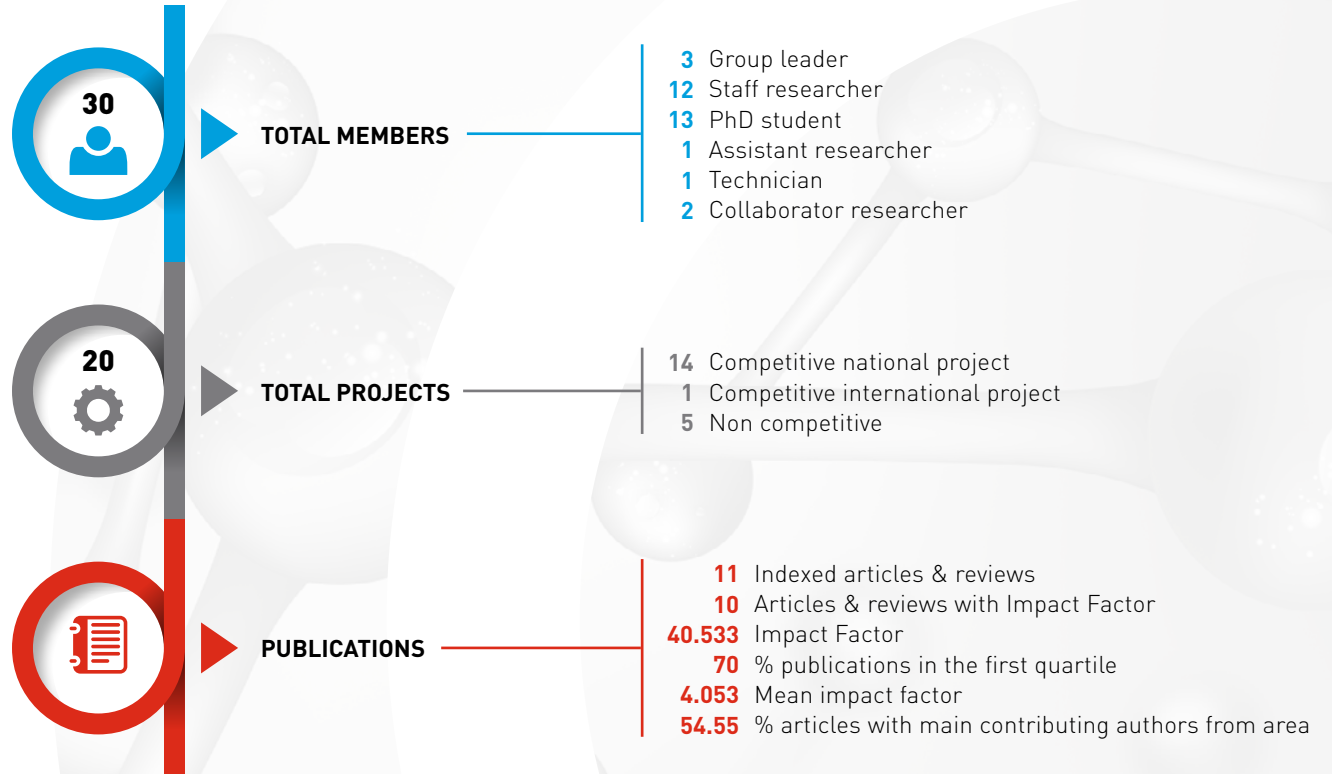 30
TOTAL MEMBERS
3 Group leader
12 Staff researcher
13 PhD student
1 Assistant researcher
1 Technician
2 Collaborator researcher
20
TOTAL PROJECTS
14 Competitive national project
1 Competitive international project
5 Non competitive
PUBLICATIONS
11 Indexed articles & reviews
10 Articles & reviews with Impact Factor
40.533 Impact Factor
70 % publications in the first quartile
4.053 Mean impact factor
54.55 % articles with main contributing authors from area